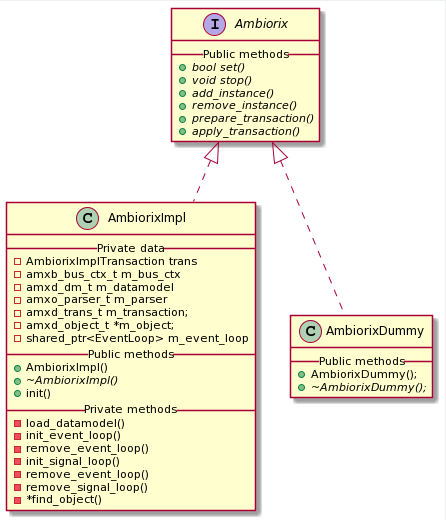 I Ambiorix
Public methods
bool set()
void stop()
add_instance()
remove_instance()
prepare_transaction()
apply_transaction()
C AmbiorixImpl
Private data
AmbiorixImplTransaction trans
amxb_bus_ctx_t m_bus_ctx
amxd_dm_t m_datamodel
amxo_parser_t m_parser
amxd_trans_t m_transaction;
amxd_object_t *m_object;
shared_ptr<EventLoop> m_event_loop
Public methods
AmbiorixImpl()
~AmbiorixImpl()
init()
Private methods
load_datamodel()
init_event_loop()
remove_event_loop()
init_signal_loop()
remove_event_loop()
remove_signal_loop()
*find_object()
C AmbiorixDummy
Public methods
AmbiorixDummy();
~AmbiorixDummy();